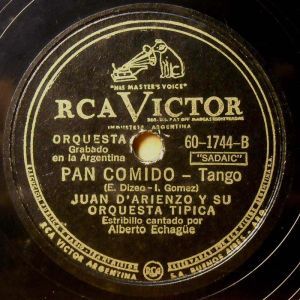 "HIS MASTER'S VOICE"
RCA VICTOR
INDUSTRIA ARGENTINA
ORQUESTA
Grabado
en la Argentina
60-1744-B
"SADAIC"
PAN COMIDO - Tango
(E. Dizeo - I. Gomez)
JUAN D'ARIENZO Y SU
ORQUESTA TIPICA
Estribillo cantado por
Alberto Echagüe
RCA
RCA VICTOR ARGENTINA
S.A. BUENOS AIRES